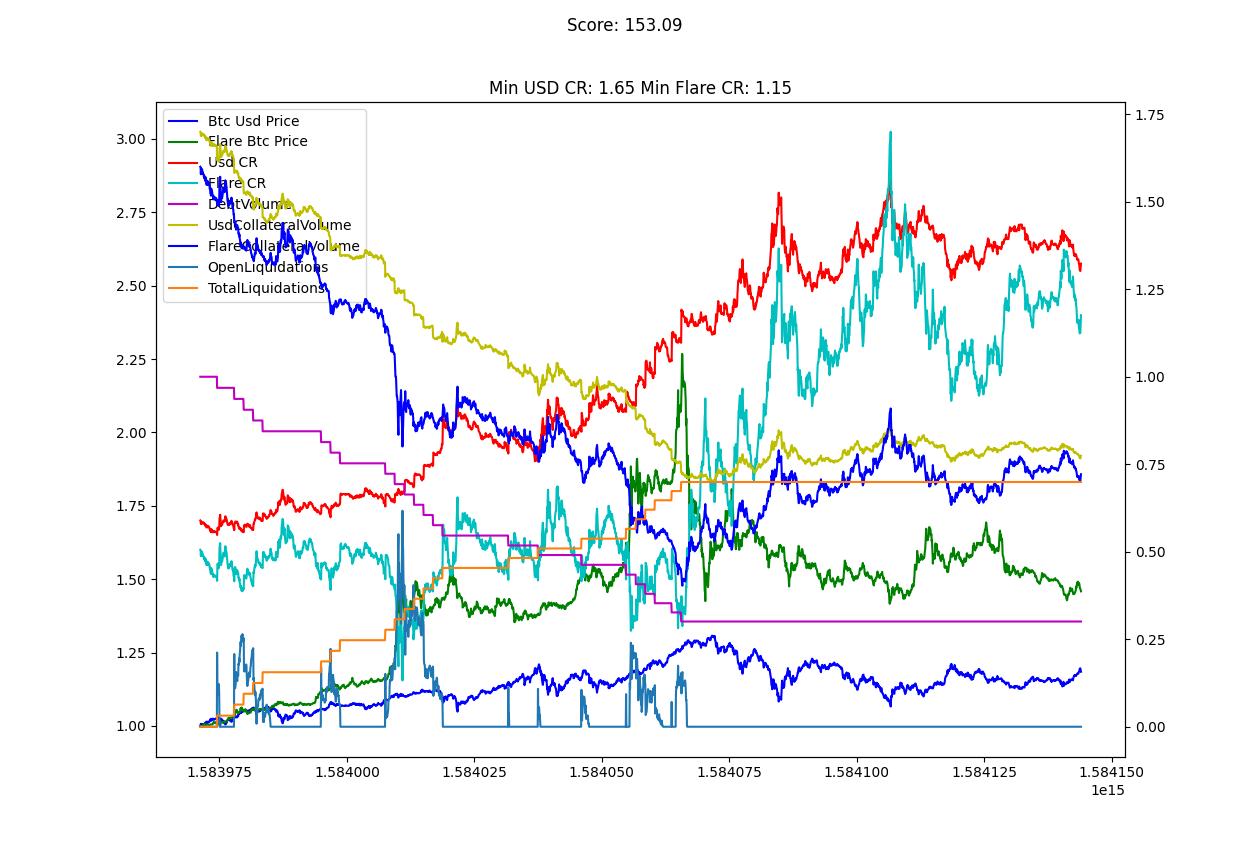 Score: 153.09
Min USD CR: 1.65 Min Flare CR: 1.15
Btc Usd Price
Flare Btc Price
Usd CR
Flare CR
DebtVolume
UsdCollateralVolume
FlareCollateralVolume
OpenLiquidations
TotalLiquidations
3.00
2.75
2.50
2.25
2.00
1.75
1.50
1.25
1.00
1.75
1.50
1.25
1.00
0.75
0.50
0.25
0.00
1.583975 1.584000 1.584025 1.584050 1.584075 1.584100 1.584125 1.584150
1e15